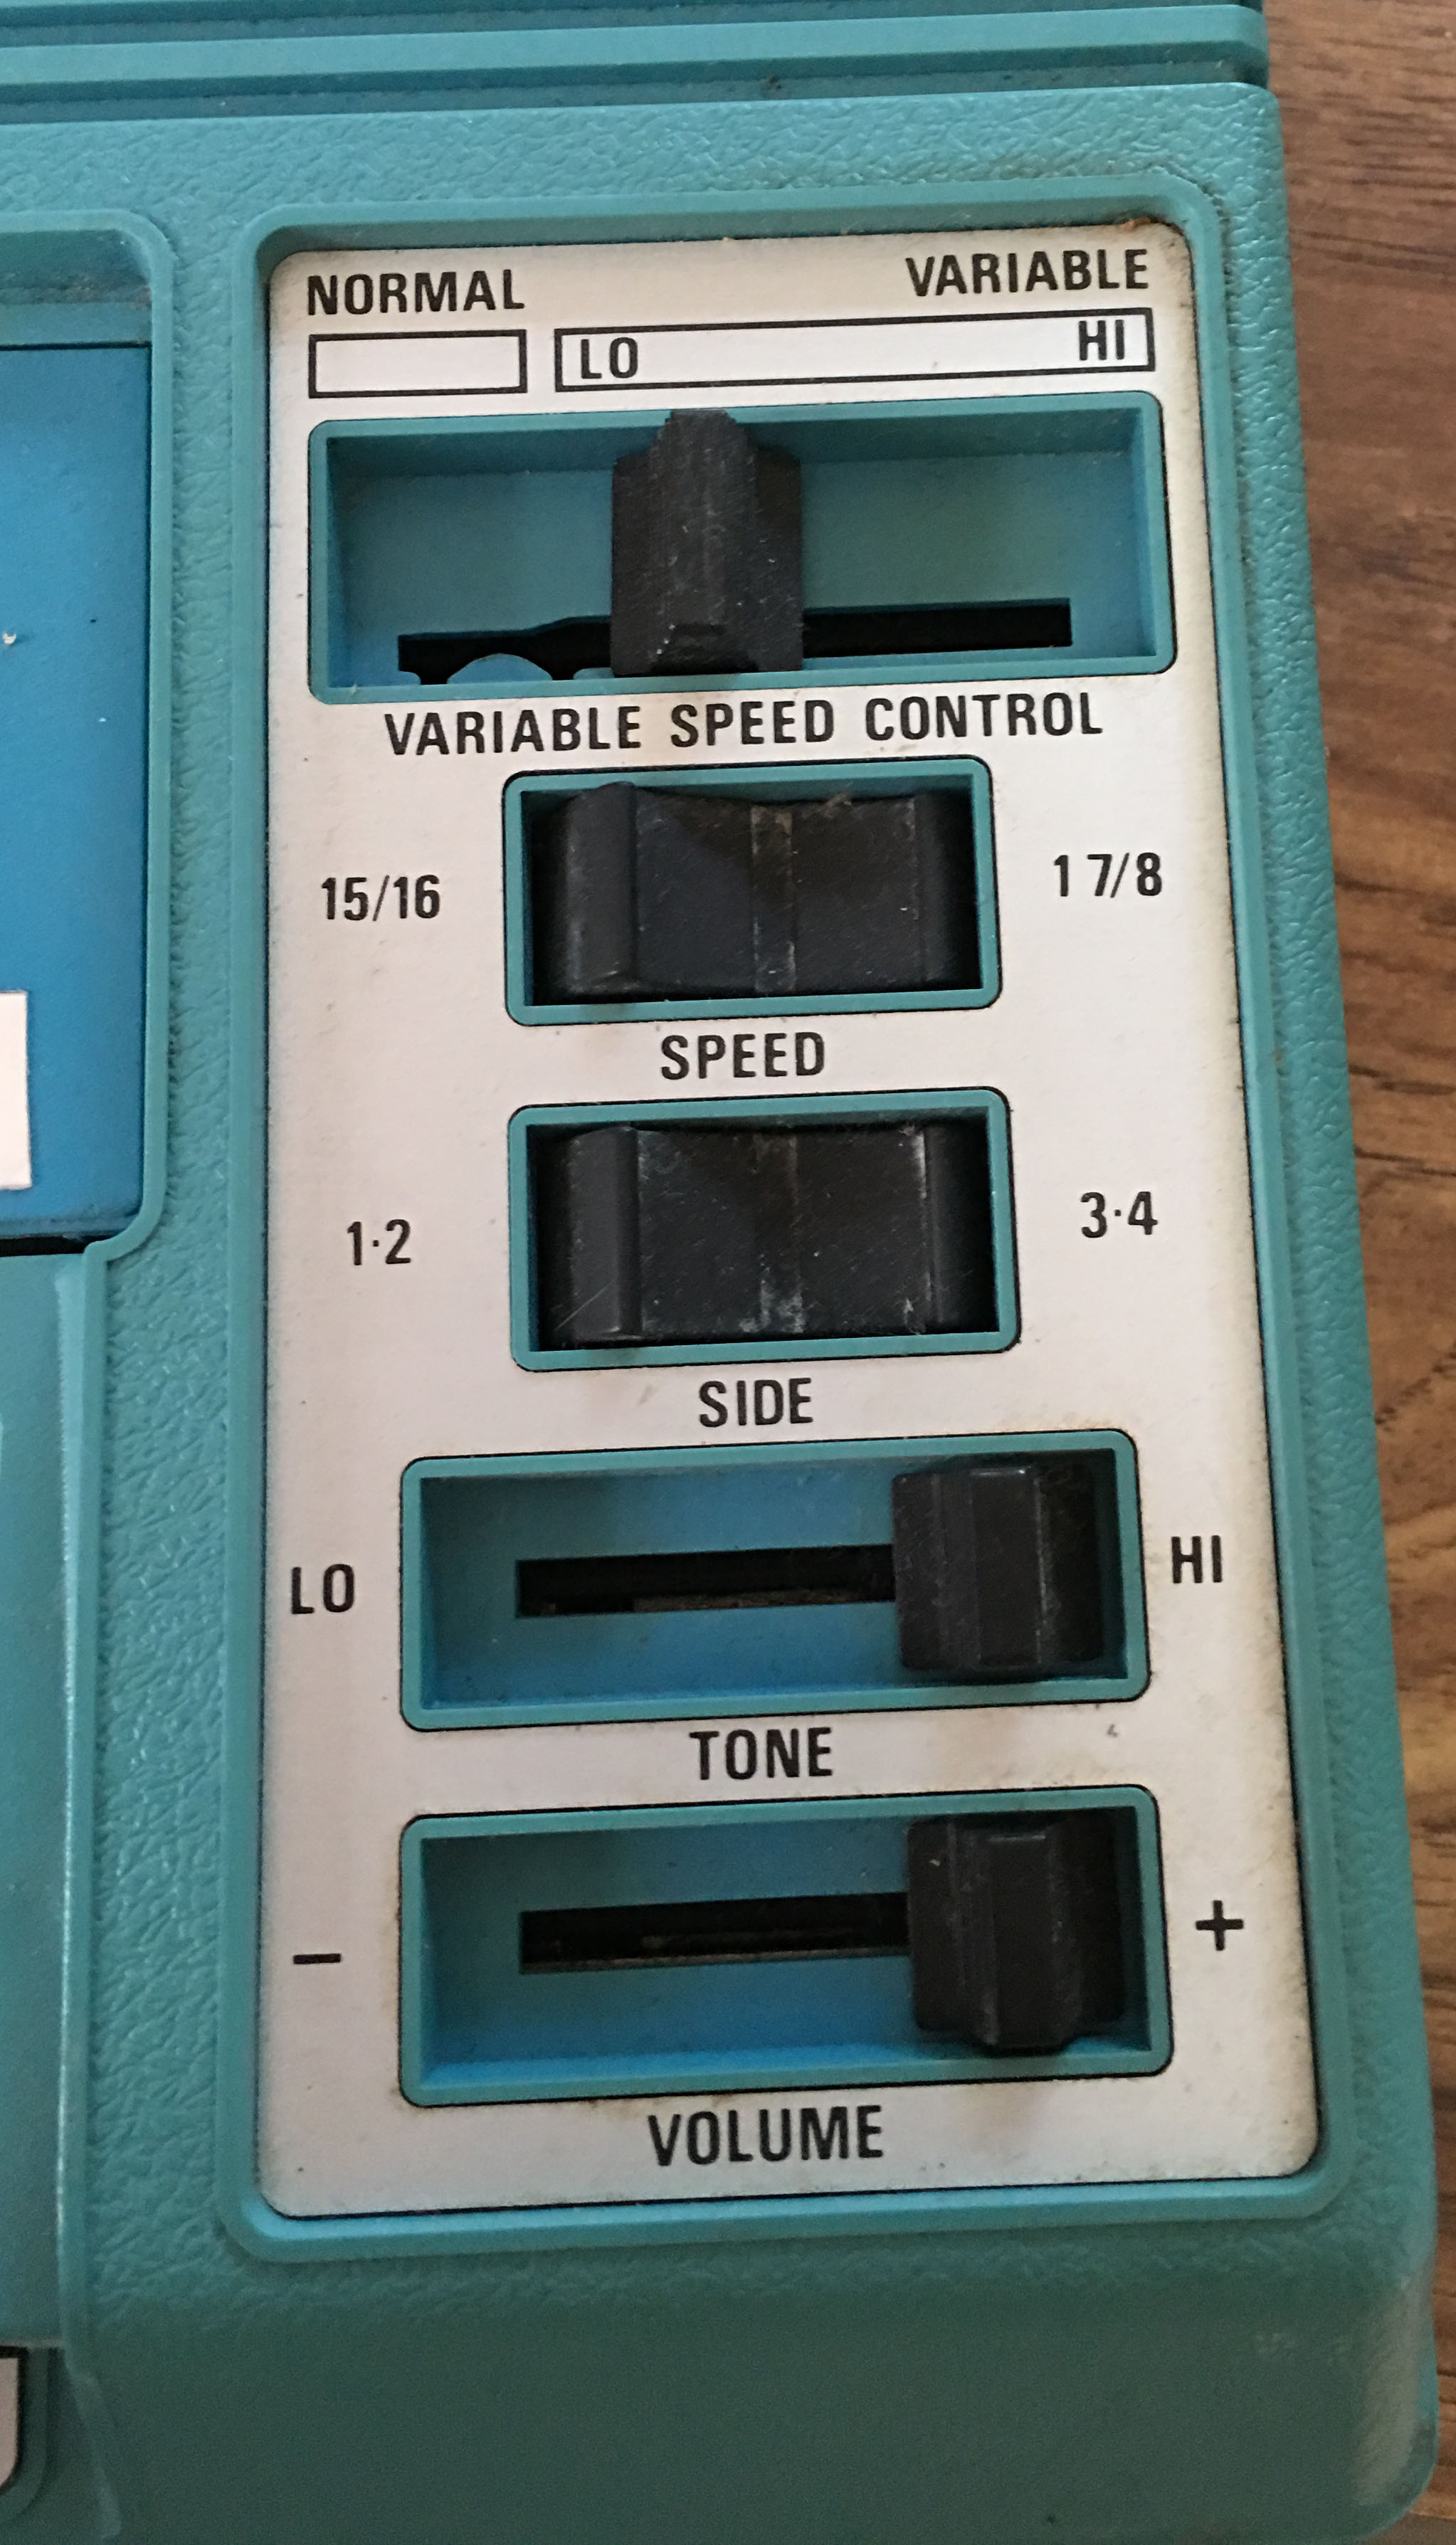 NORMAL VARIABLE
LO HI
VARIABLE SPEED CONTROL
15/16 1 7/8
SPEED
1·2 3·4
SIDE
LO HI
TONE
– +
VOLUME